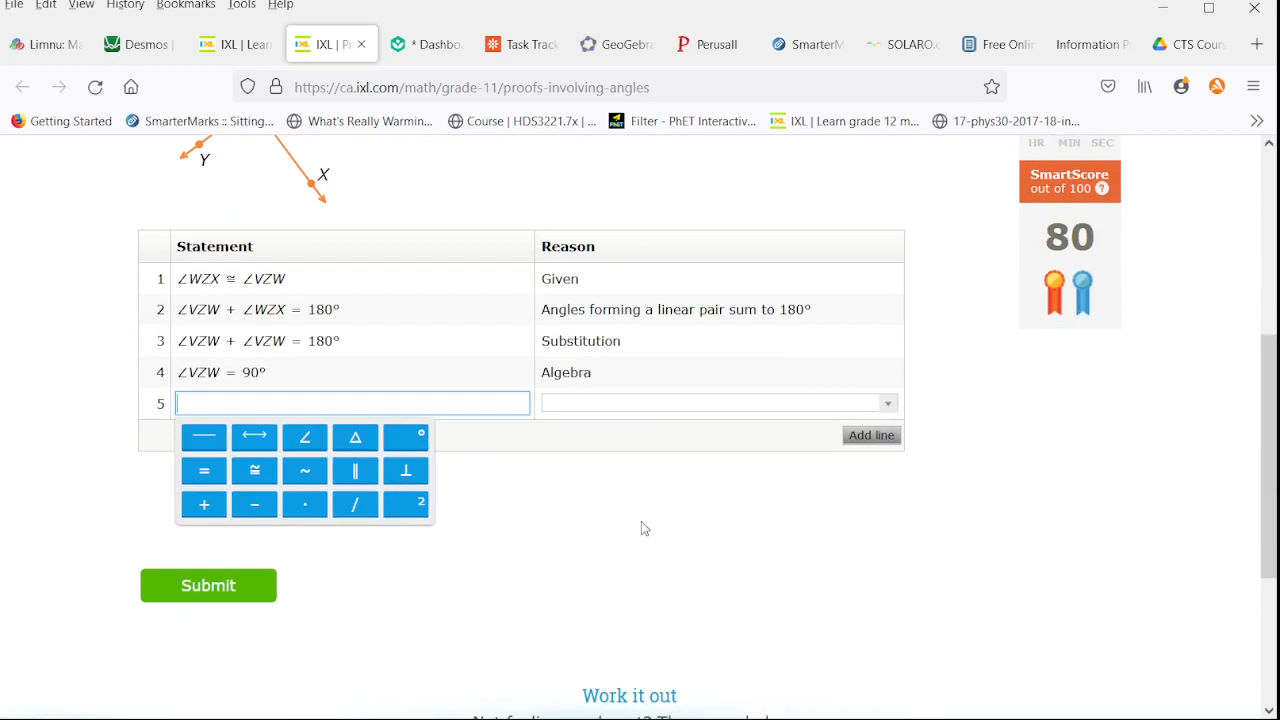 File Edit View History Bookmarks Tools Help
Limnu: Ma
Desmos |
IXL | Lear
IXL | Pr
* Dashbo
Task Track
GeoGebra
Perusall
SmarterM
SOLARO.c
Free Onli
Information P
CTS Cour
https://ca.ixl.com/math/grade-11/proofs-involving-angles
Getting Started
SmarterMarks :: Sitting...
What's Really Warmin...
Course | HDS3221.7x | ...
Filter - PhET Interactiv...
IXL | Learn grade 12 m...
17-phys30-2017-18-in...
Y
X
HR MIN SEC
SmartScore
out of 100 ?
80
Statement Reason
1 ∠WZX ≅ ∠VZW Given
2 ∠VZW + ∠WZX = 180° Angles forming a linear pair sum to 180°
3 ∠VZW + ∠VZW = 180° Substitution
4 ∠VZW = 90° Algebra
5
Add line
∠ △ °
= ≅ ~ ∥ ⊥
+ − · / 2
Submit
Work it out